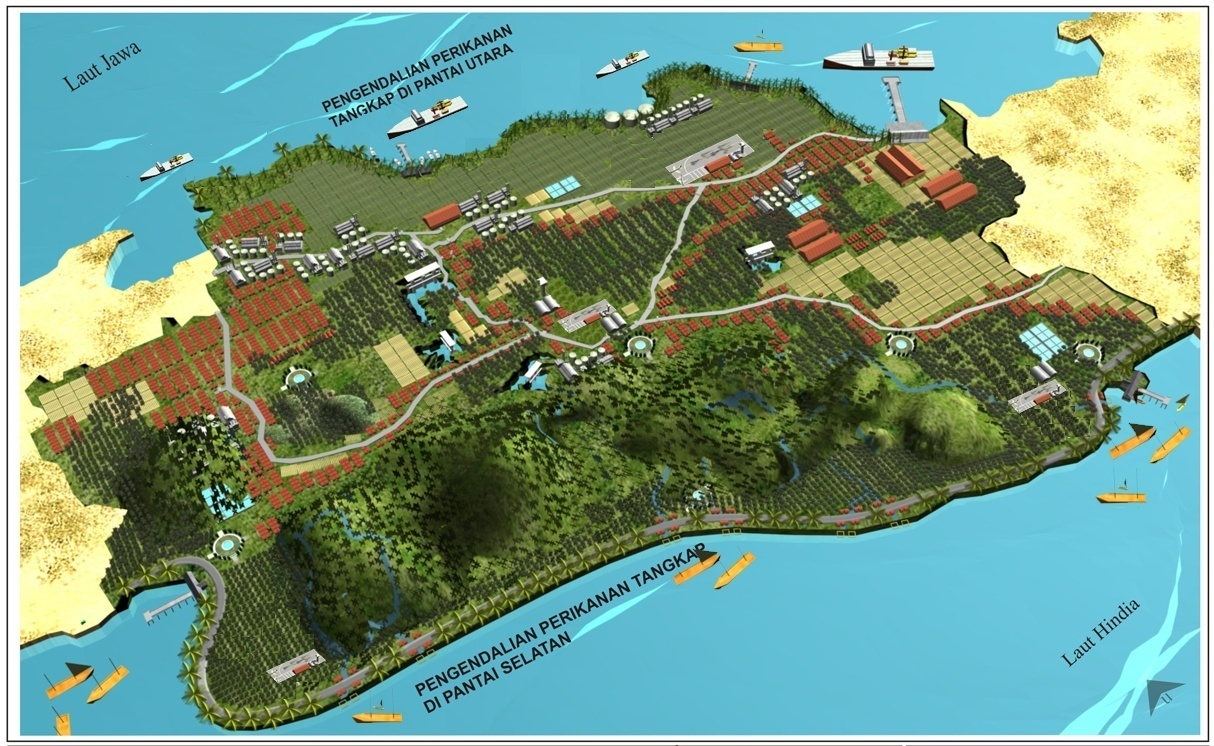 Laut Jawa
PENGENDALIAN PERIKANAN
TANGKAP DI PANTAI UTARA
PENGENDALIAN PERIKANAN TANGKAP
DI PANTAI SELATAN
Laut Hindia
U